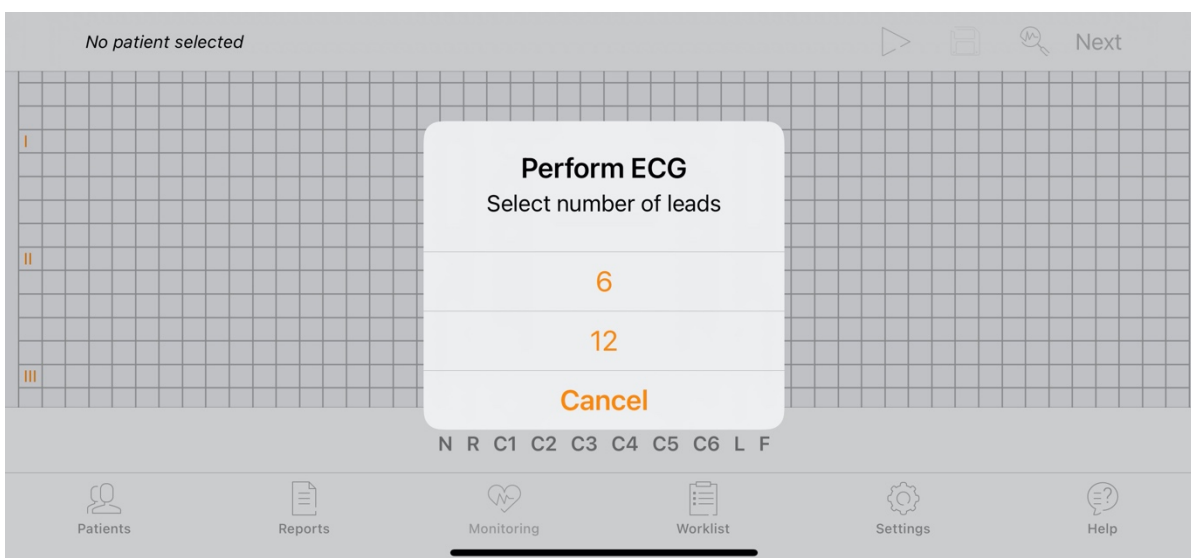 No patient selected
Next
I
Perform ECG
Select number of leads
II
6
12
III
Cancel
N R C1 C2 C3 C4 C5 C6 L F
Patients
Reports
Monitoring
Worklist
Settings
Help